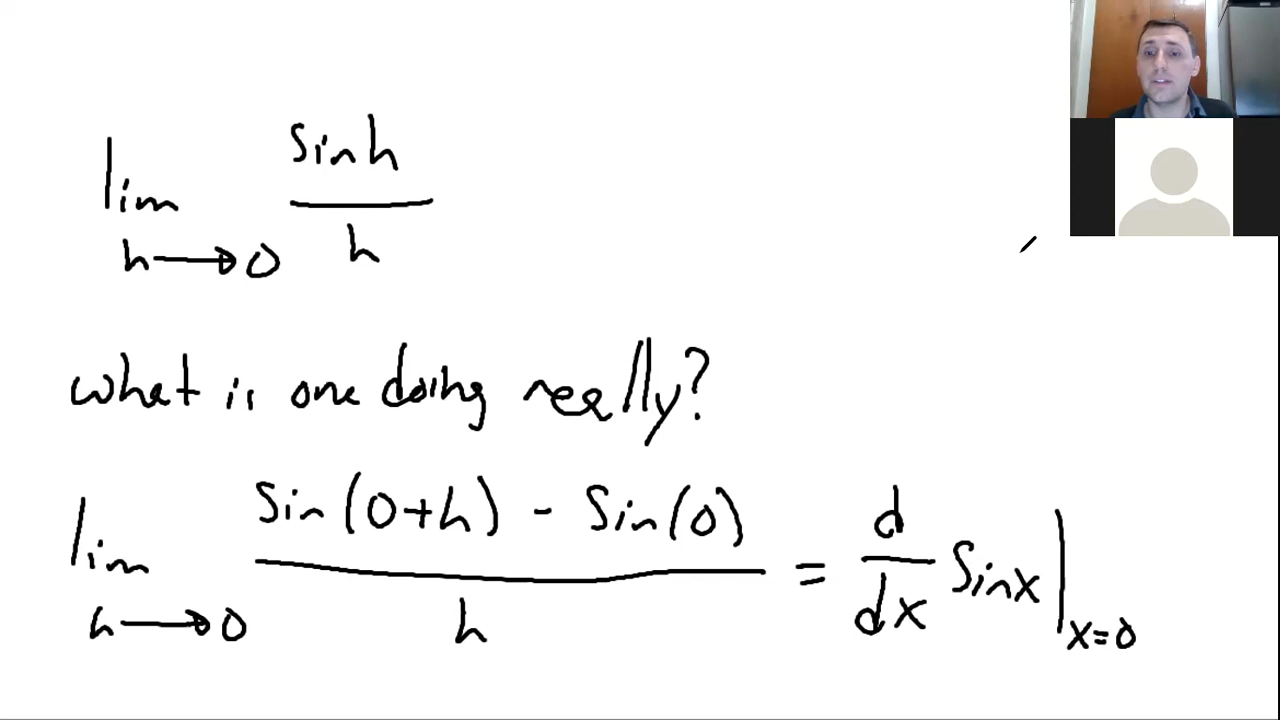 lim h→0 sinh / h
what is one doing really?
lim h→0 Sin(0+h) - Sin(0) / h = d/dx Sinx |x=0